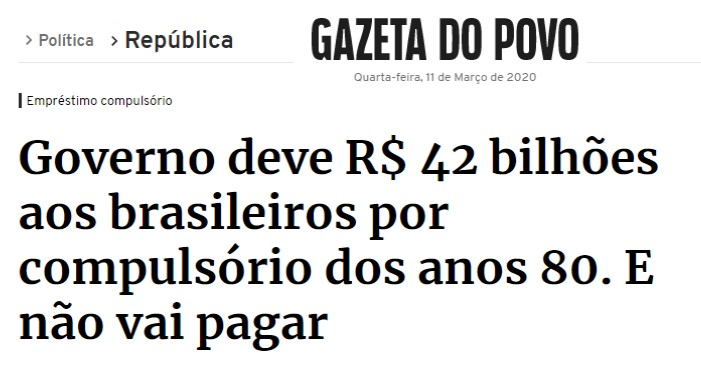 > Política > República
GAZETA DO POVO
Quarta-feira, 11 de Março de 2020
Empréstimo compulsório
Governo deve R$ 42 bilhões
aos brasileiros por
compulsório dos anos 80. E
não vai pagar